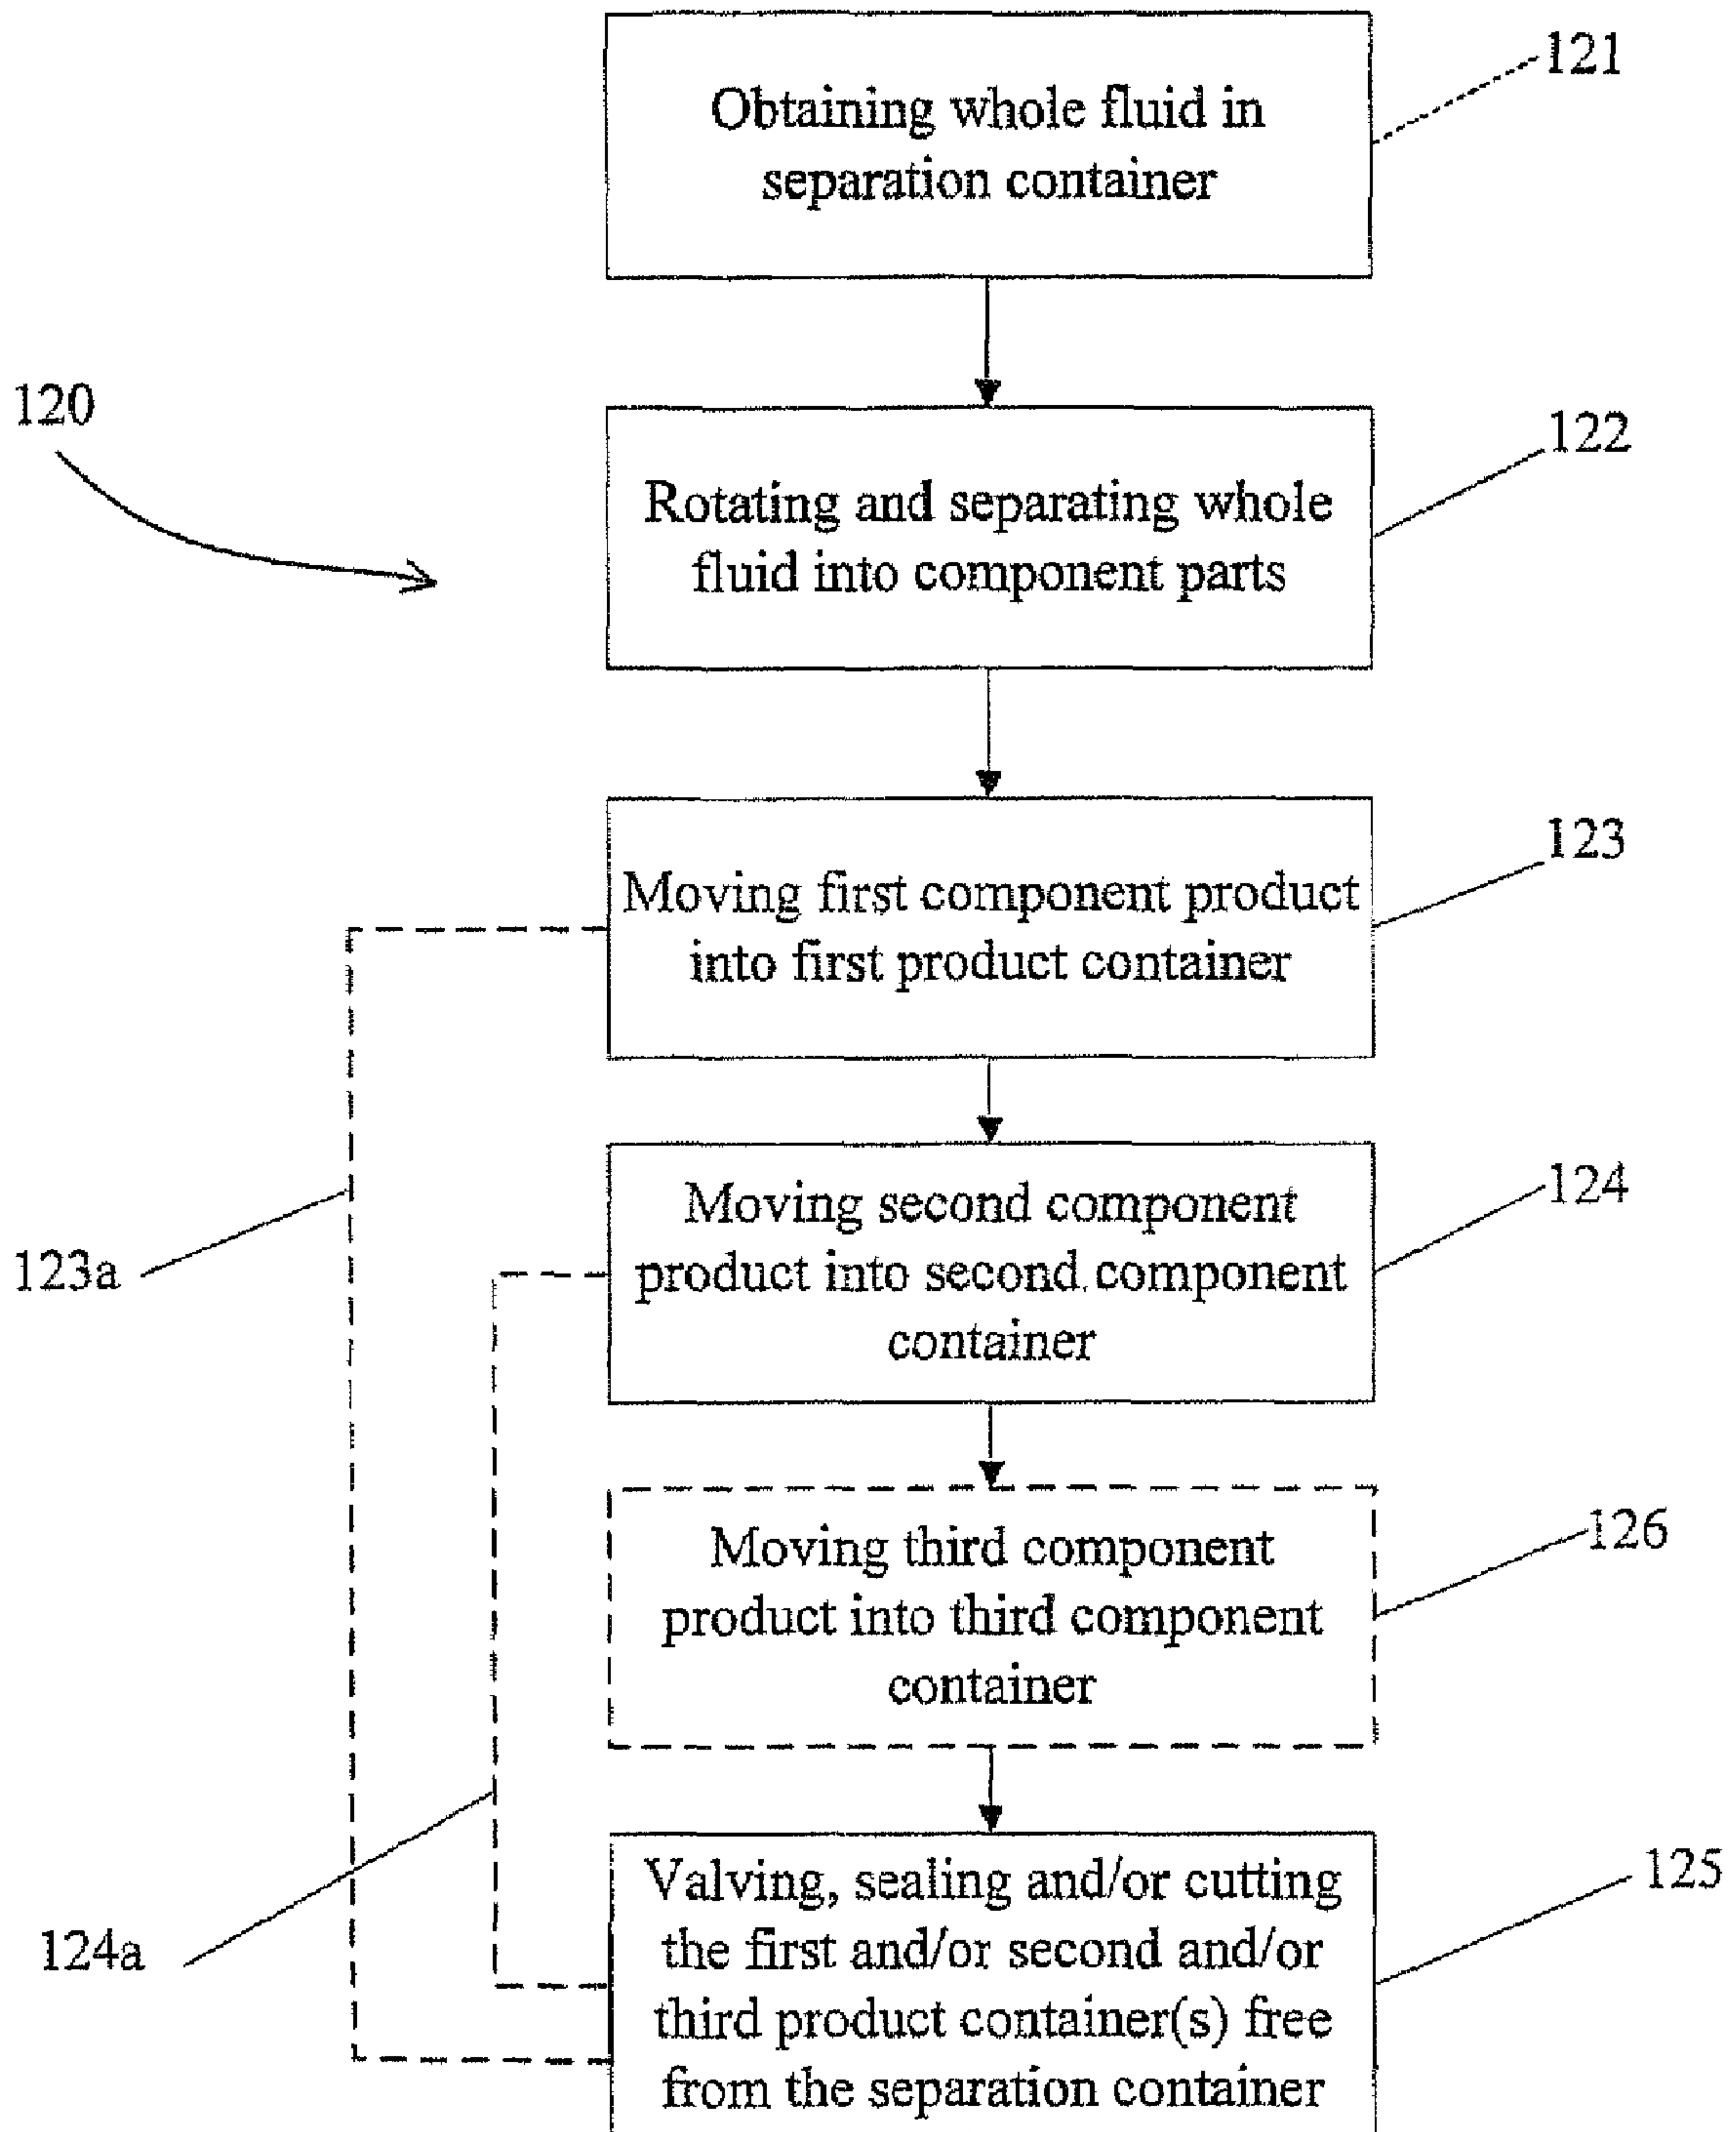 121
Obtaining whole fluid in
separation container
120
122
Rotating and separating whole
fluid into component parts
123
Moving first component product
into first product container
124
Moving second component
product into second component
container
123a
126
Moving third component
product into third component
container
124a
125
Valving, sealing and/or cutting
the first and/or second and/or
third product container(s) free
from the separation container